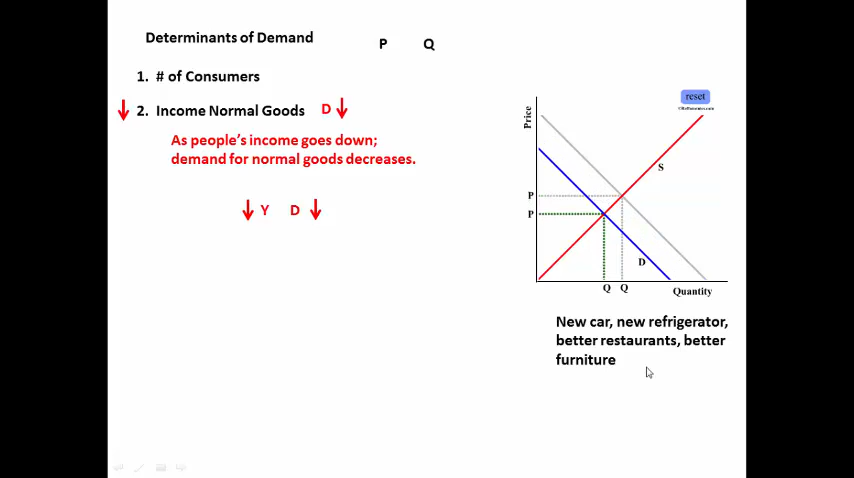 Determinants of Demand
P Q
1. # of Consumers
2. Income Normal Goods D
As people's income goes down;
demand for normal goods decreases.
Y D
reset
Price
S
P
P
D
Q Q
Quantity
New car, new refrigerator,
better restaurants, better
furniture